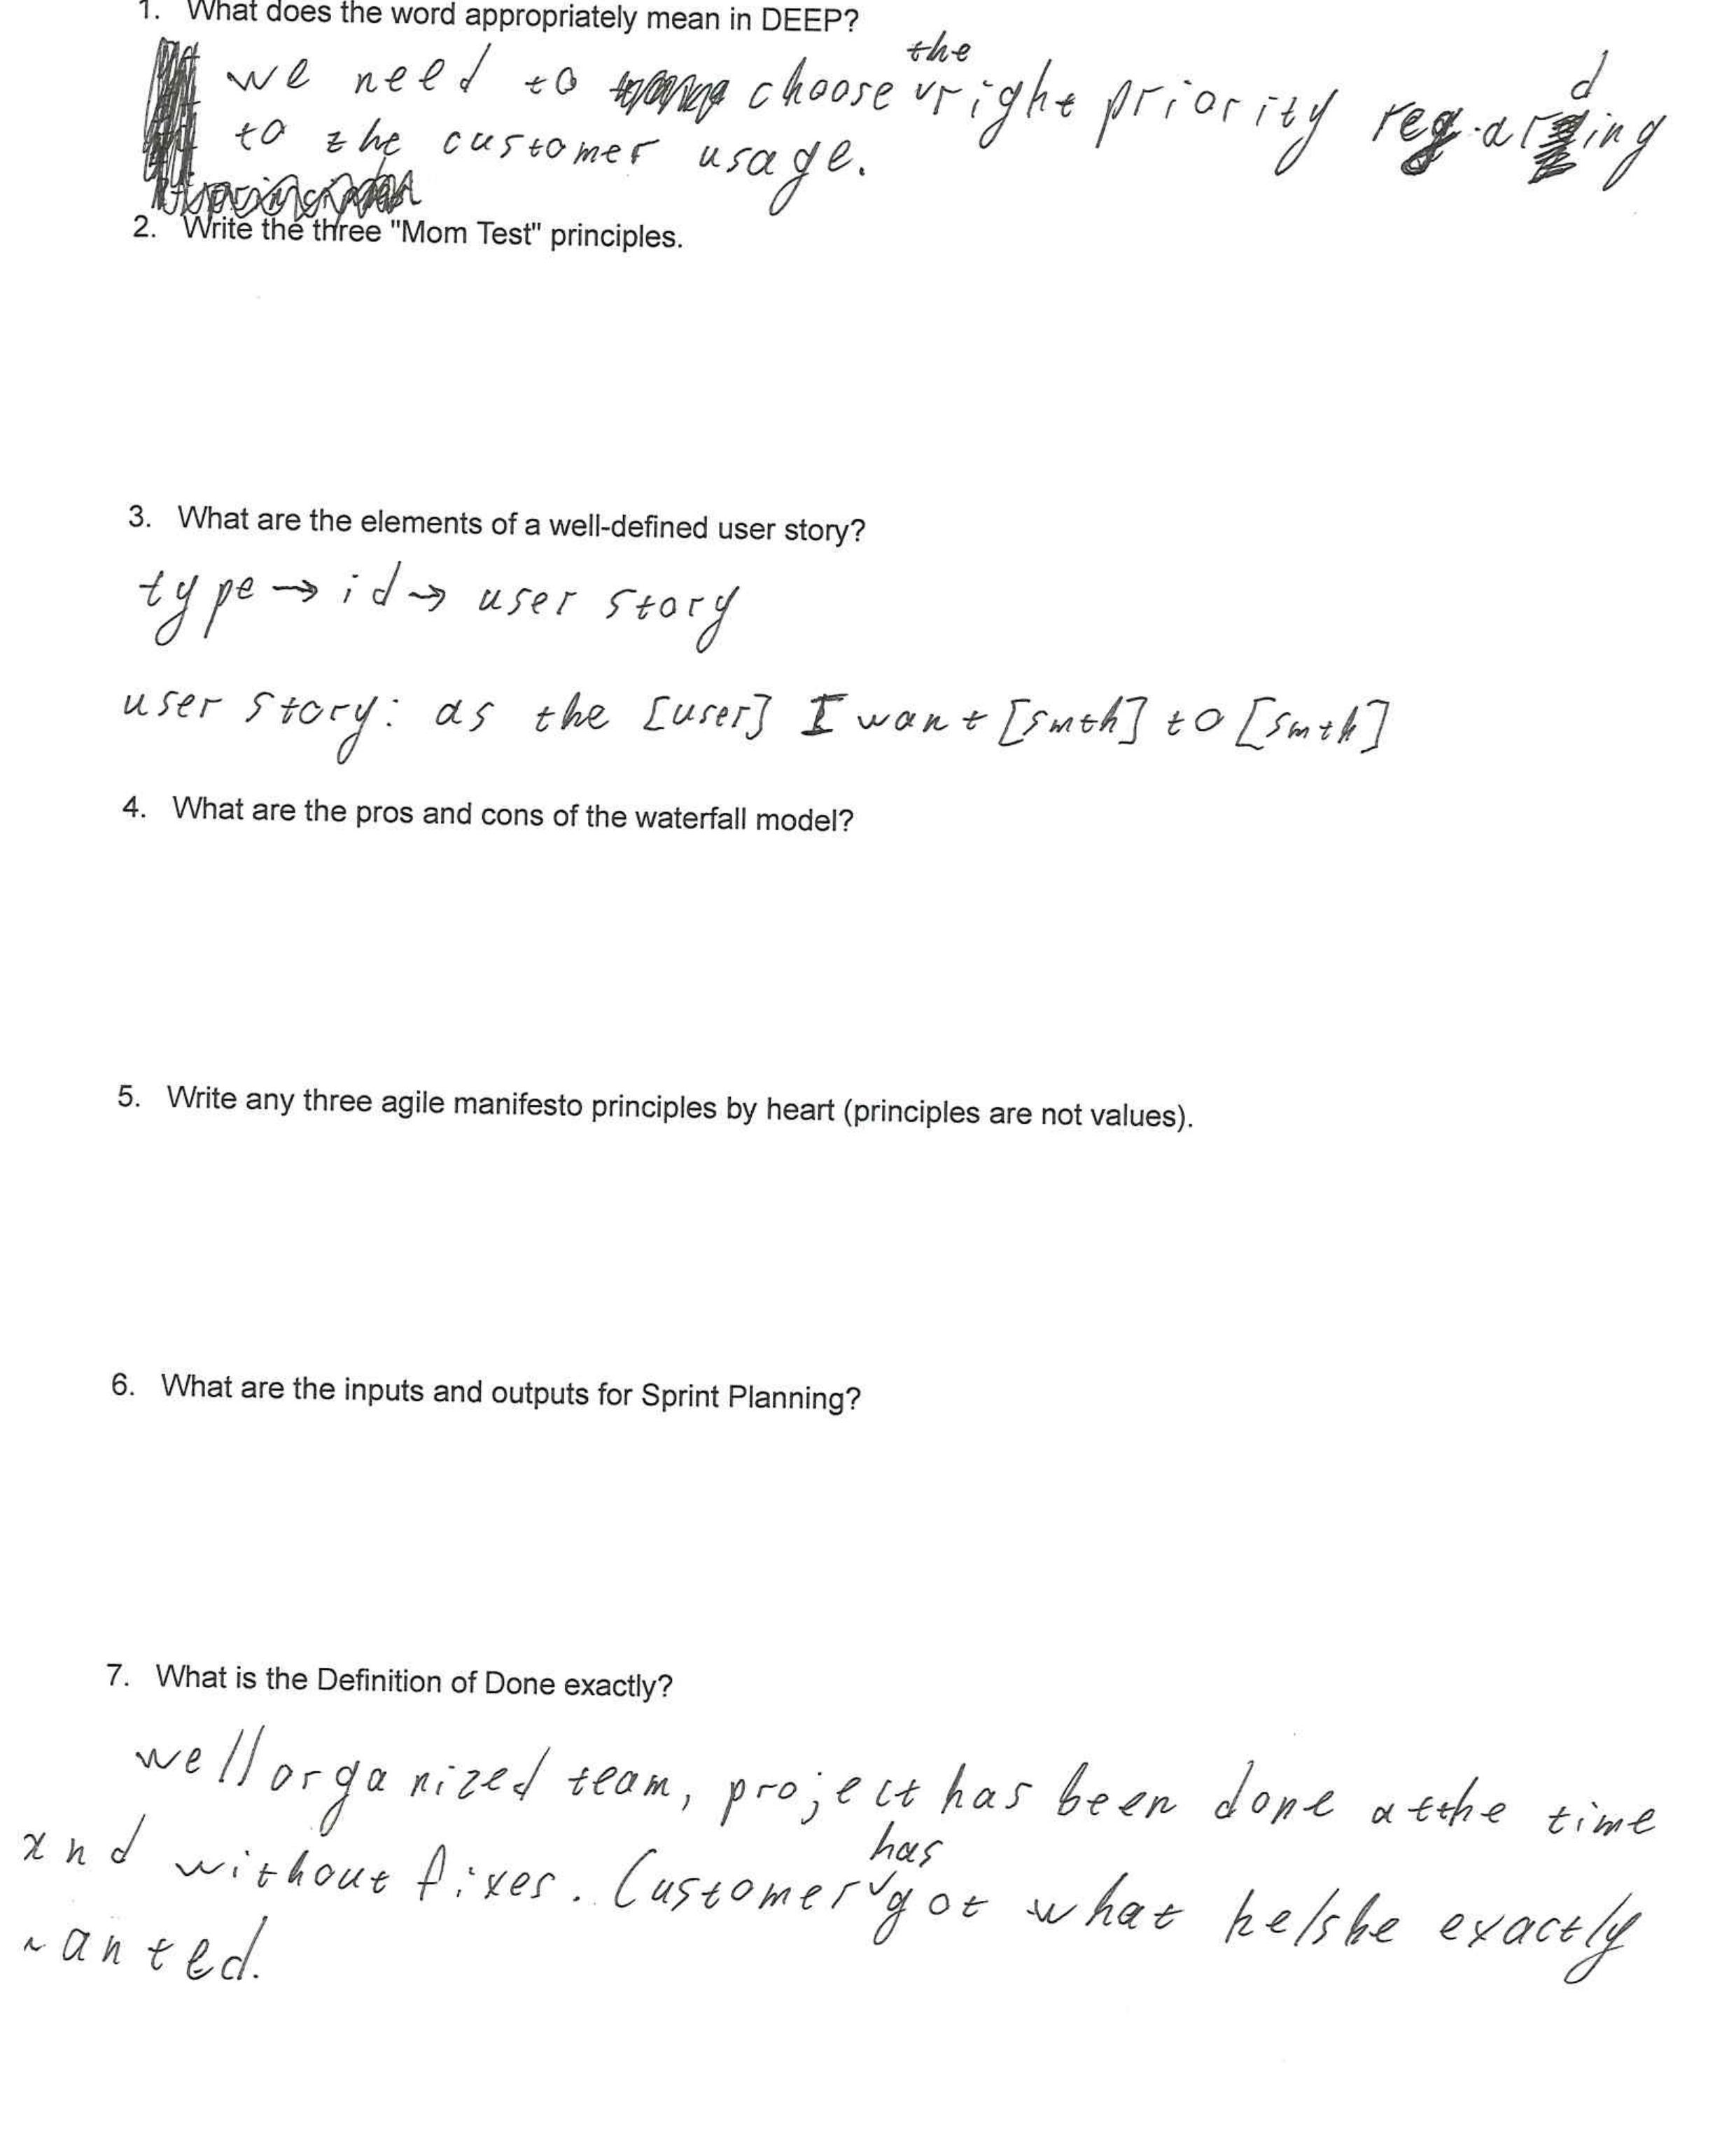 1. What does the word appropriately mean in DEEP?
we need to choose the right priority regarding
to the customer usage.
2. Write the three "Mom Test" principles.
3. What are the elements of a well-defined user story?
type → id → user story
user story: as the [user] I want [smth] to [smth]
4. What are the pros and cons of the waterfall model?
5. Write any three agile manifesto principles by heart (principles are not values).
6. What are the inputs and outputs for Sprint Planning?
7. What is the Definition of Done exactly?
well organized team, project has been done at the time
and without fixes. Customer has got what he/she exactly
wanted.